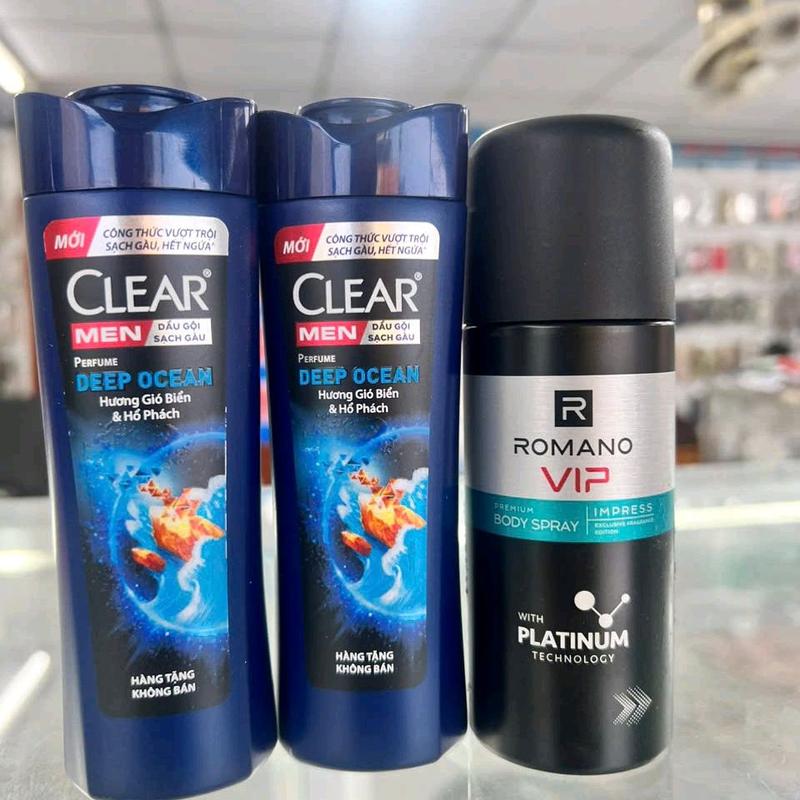 MỚI
CÔNG THỨC VƯỢT TRỘI
SẠCH GÀU, HẾT NGỨA*
CLEAR®
MEN
DẦU GỘI
SẠCH GÀU
PERFUME
DEEP OCEAN
Hương Gió Biển
& Hổ Phách
HÀNG TẶNG
KHÔNG BÁN
MỚI
CÔNG THỨC VƯỢT TRỘI
SẠCH GÀU, HẾT NGỨA*
CLEAR®
MEN
DẦU GỘI
SẠCH GÀU
PERFUME
DEEP OCEAN
Hương Gió Biển
& Hổ Phách
HÀNG TẶNG
KHÔNG BÁN
R
ROMANO
VIP
PREMIUM
BODY SPRAY
IMPRESS
EXCLUSIVE FRAGRANCE
EDITION
WITH
PLATINUM
TECHNOLOGY